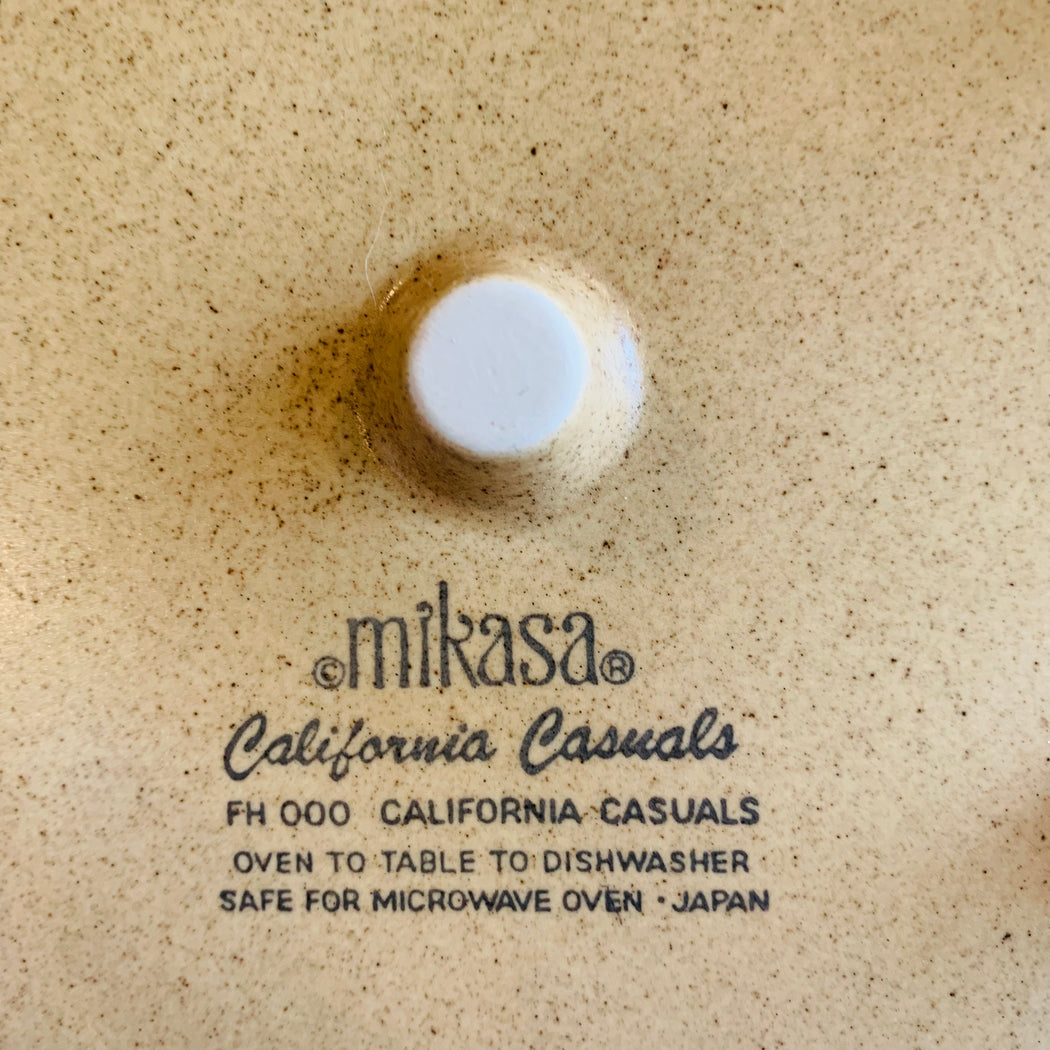 ©mikasa®
California Casuals
FH 000 CALIFORNIA CASUALS
OVEN TO TABLE TO DISHWASHER
SAFE FOR MICROWAVE OVEN · JAPAN